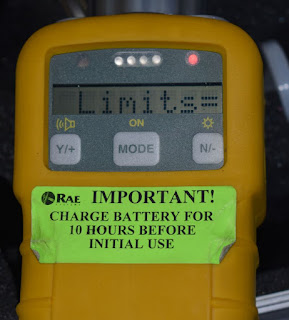 Limits=
ON
Y/+ MODE N/-
RAE IMPORTANT!
CHARGE BATTERY FOR
10 HOURS BEFORE
INITIAL USE